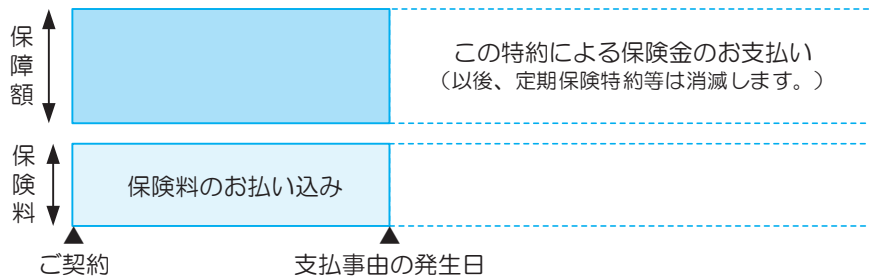 保障額
この特約による保険金のお支払い
（以後、定期保険特約等は消滅します。）
保険料
保険料のお払い込み
ご契約
支払事由の発生日